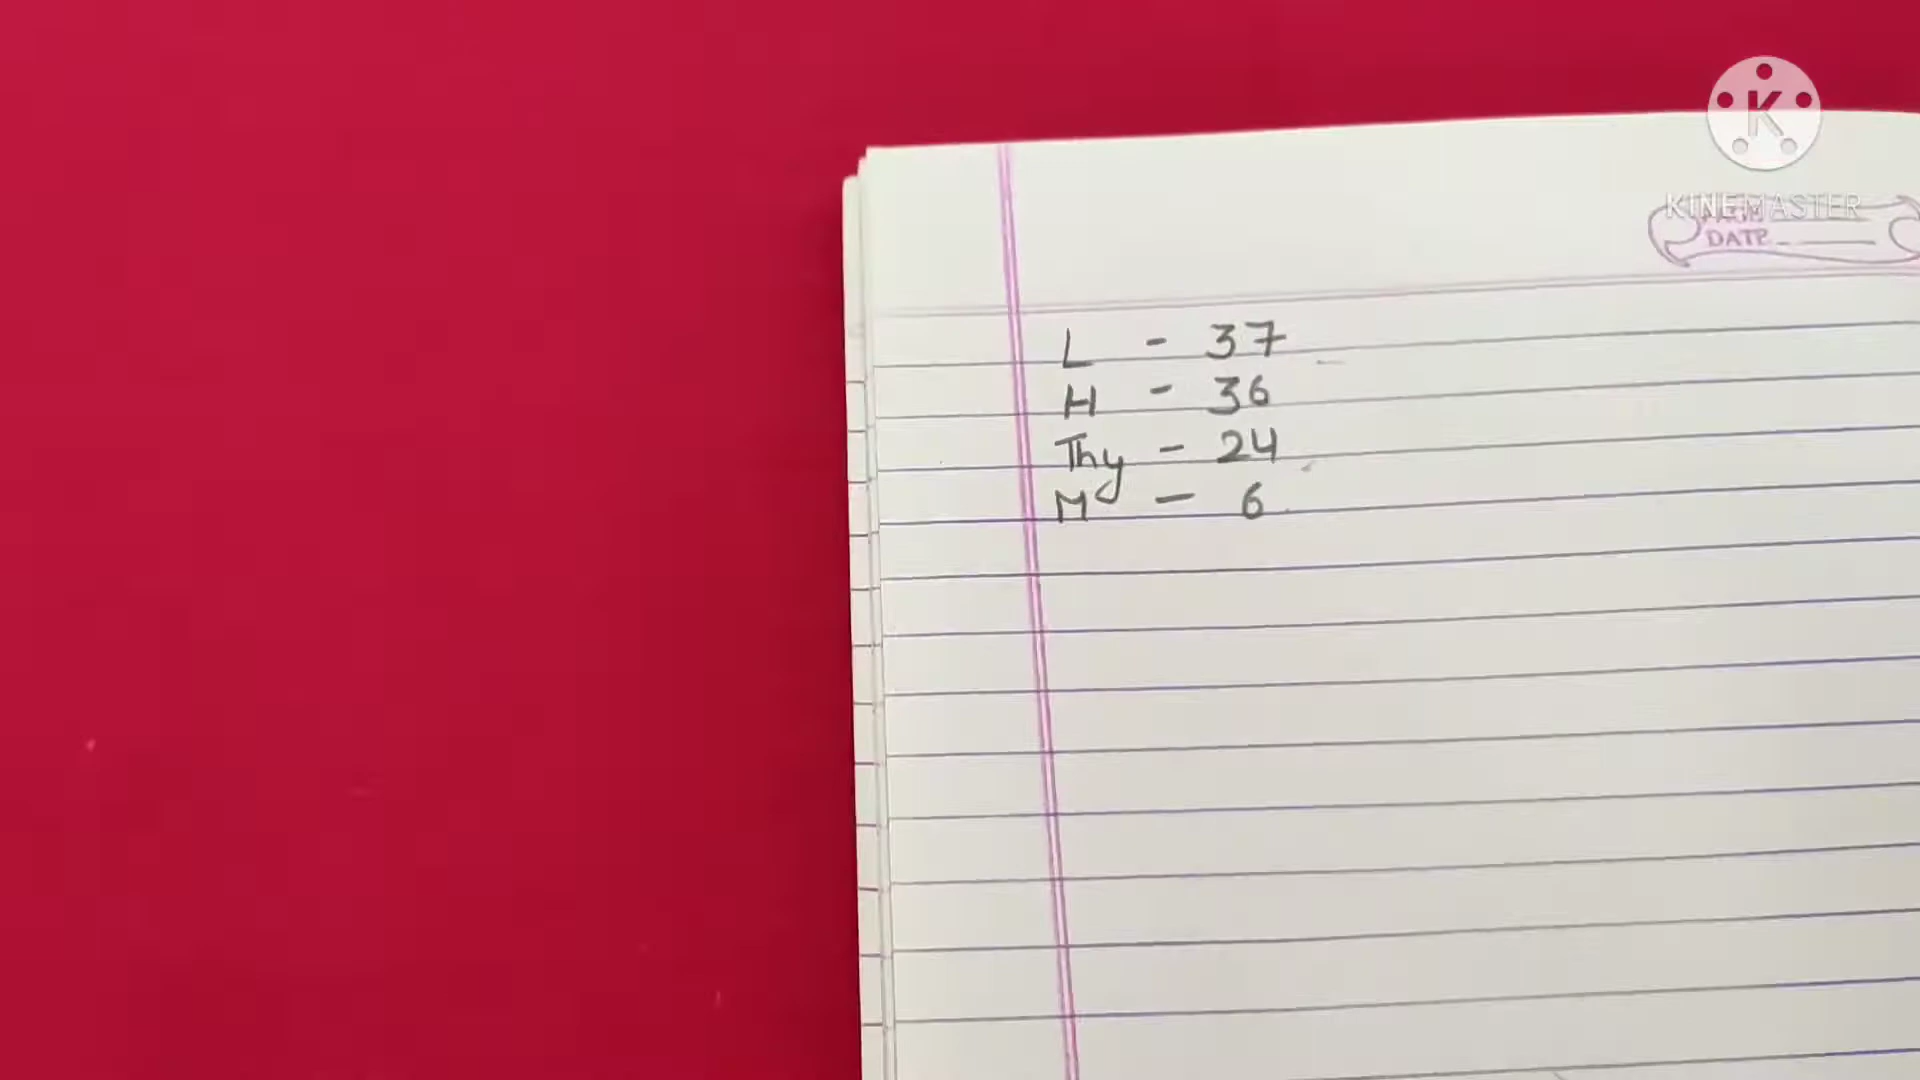 K
KINEMASTER
DATE
L - 37
H - 36
Thy - 24
M - 6